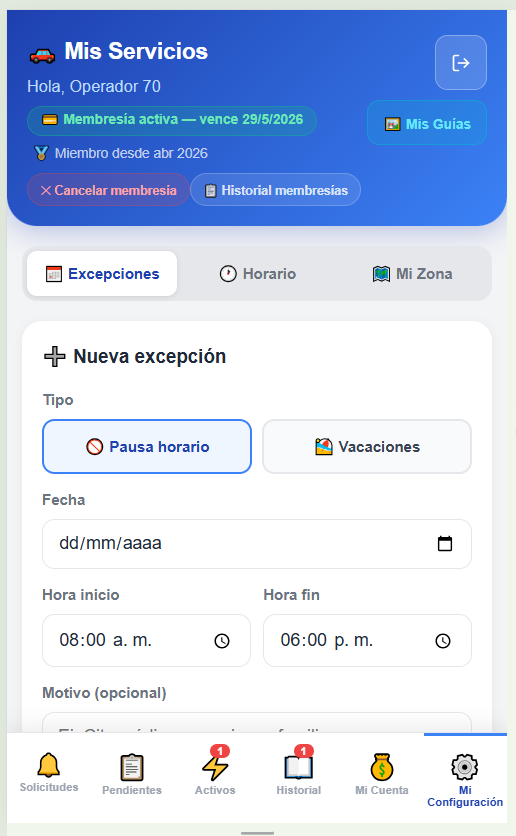 Mis Servicios
Hola, Operador 70
Membresía activa — vence 29/5/2026
Mis Guías
Miembro desde abr 2026
Cancelar membresía
Historial membresías
Excepciones
Horario
Mi Zona
Nueva excepción
Tipo
Pausa horario
Vacaciones
Fecha
dd/mm/aaaa
Hora inicio
Hora fin
08:00 a. m.
06:00 p. m.
Motivo (opcional)
1
1
Solicitudes
Pendientes
Activos
Historial
Mi Cuenta
Mi
Configuración